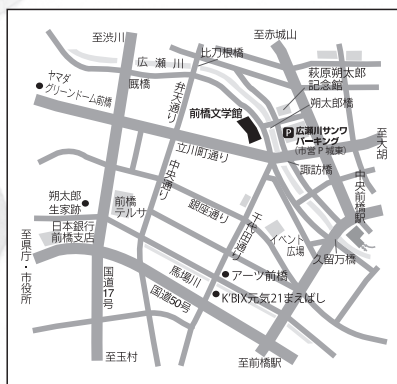 至渋川
比刀根橋
至赤城山
広瀬川
ヤマダ
グリーンドーム前橋
厩橋
弁天通り
萩原朔太郎
記念館
朔太郎橋
前橋文学館
P 広瀬川サンワ
パーキング
(市営P城東)
至大胡
立川町通り
諏訪橋
中央通り
中央前橋駅
朔太郎
生家跡
前橋
テルサ
銀座通り
千代田通り
日本銀行
前橋支店
イベント
広場
久留万橋
至県庁・市役所
国道17号
馬場川
アーツ前橋
国道50号
K'BIX元気21まえばし
至玉村
至前橋駅